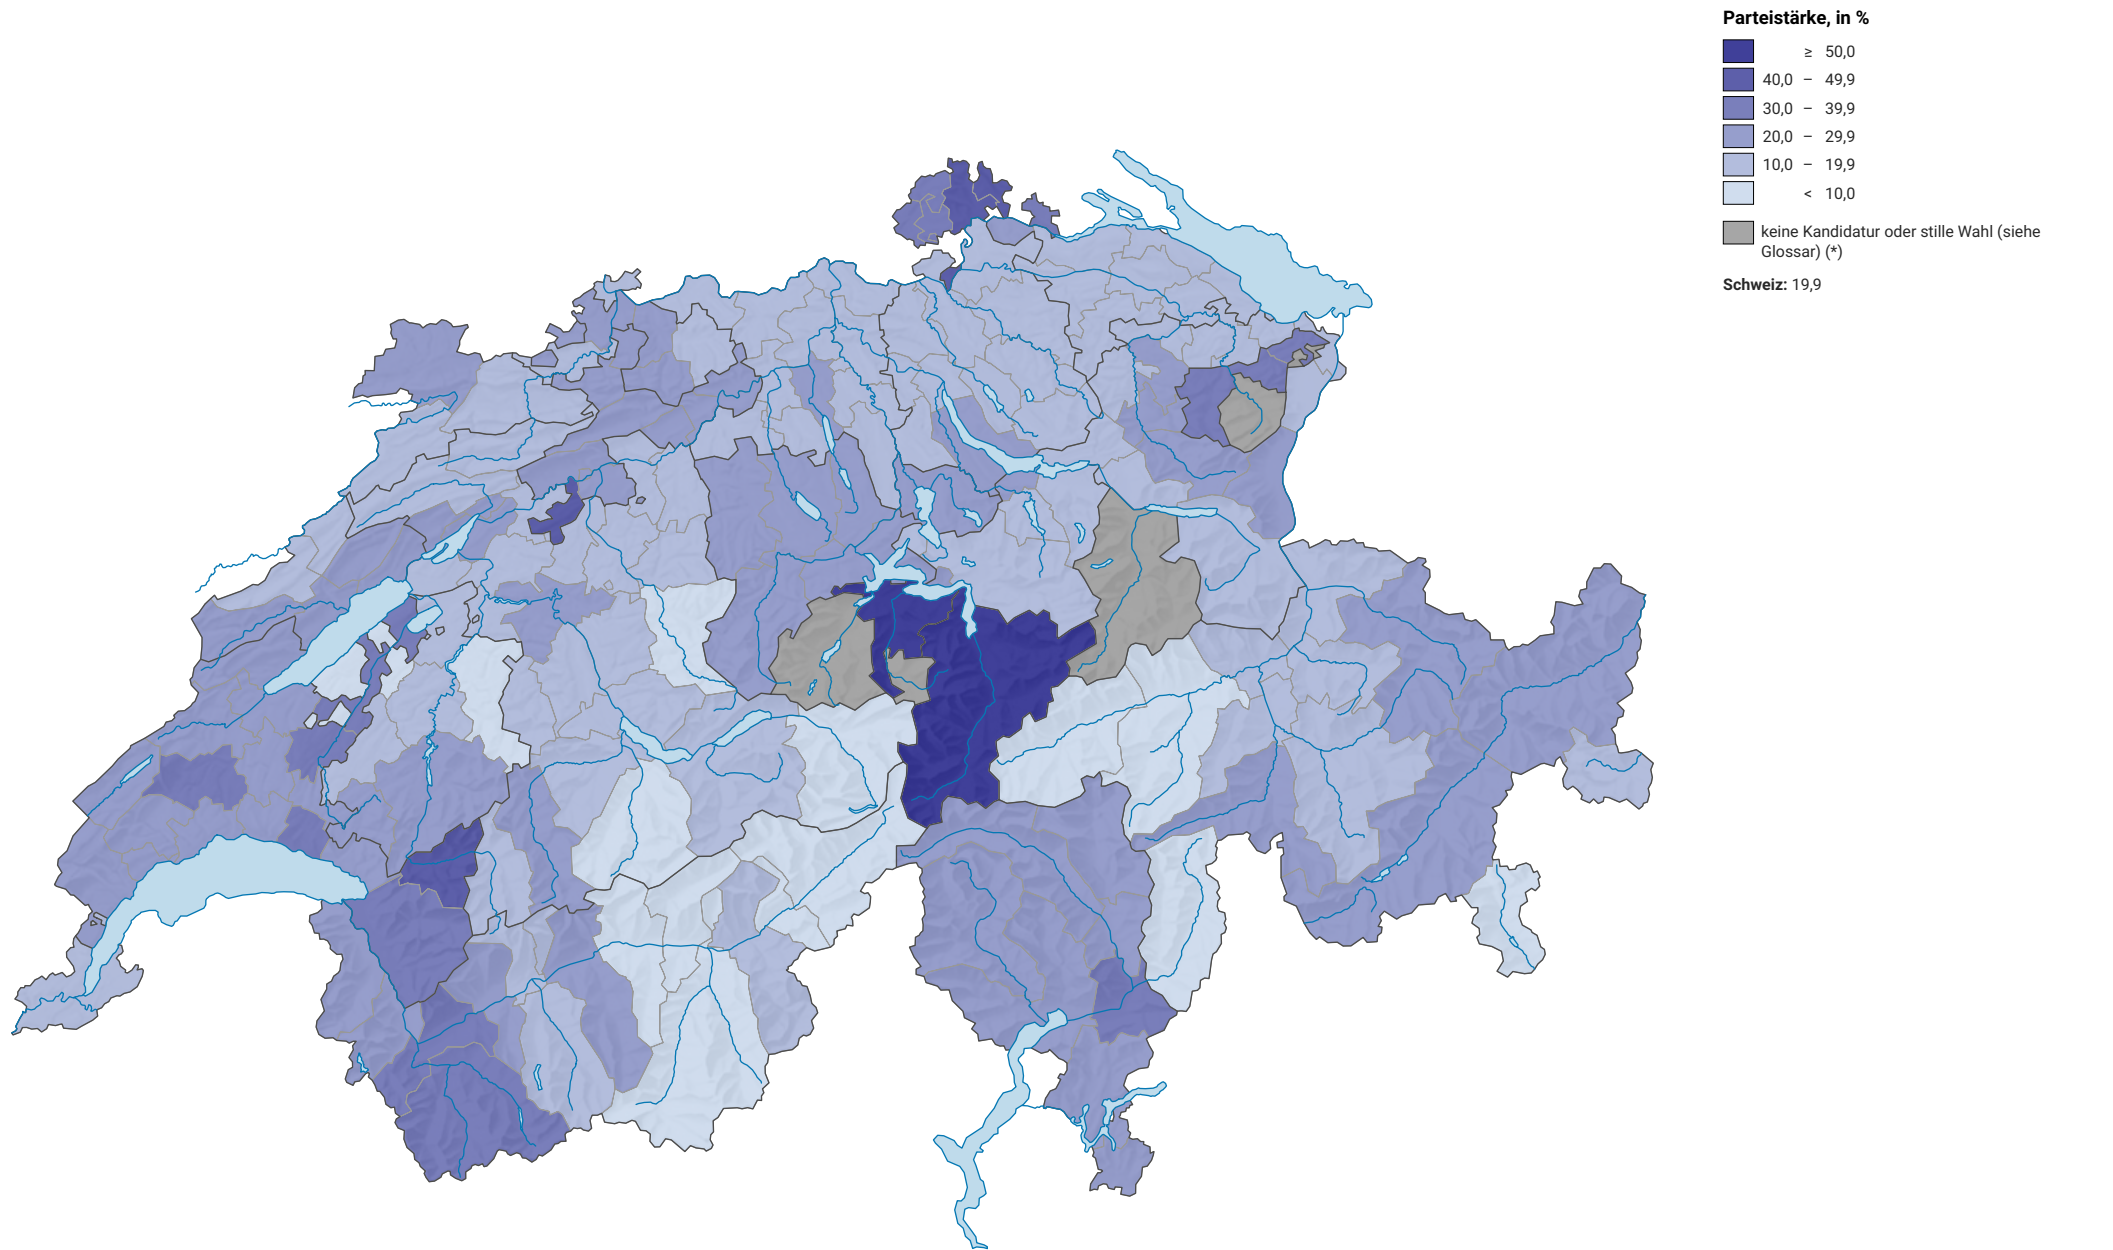 Parteistärke, in %
≥ 50,0
40,0 – 49,9
30,0 – 39,9
20,0 – 29,9
10,0 – 19,9
< 10,0
keine Kandidatur oder stille Wahl (siehe
Glossar) (*)
Schweiz: 19,9